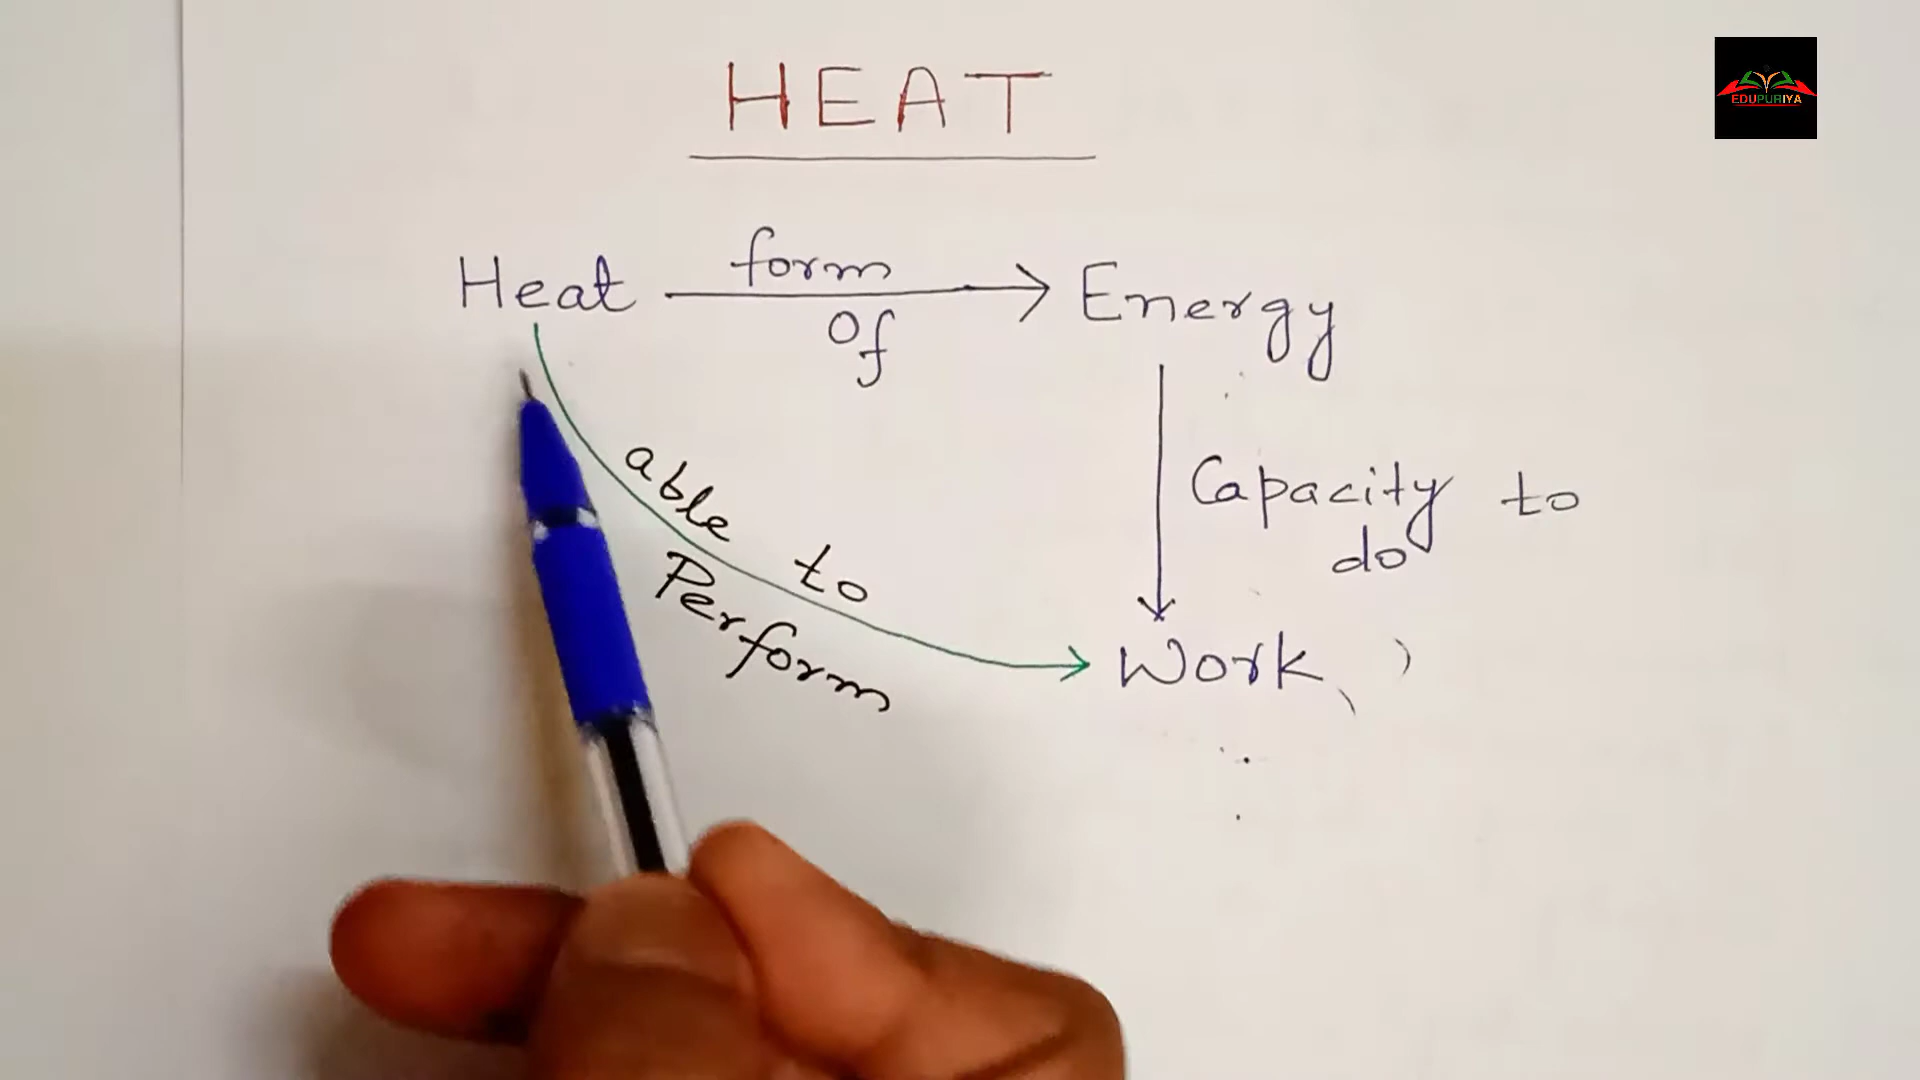 HEAT
EDUPURIYA
Heat form Of Energy
able to Perform
Capacity to do
Work